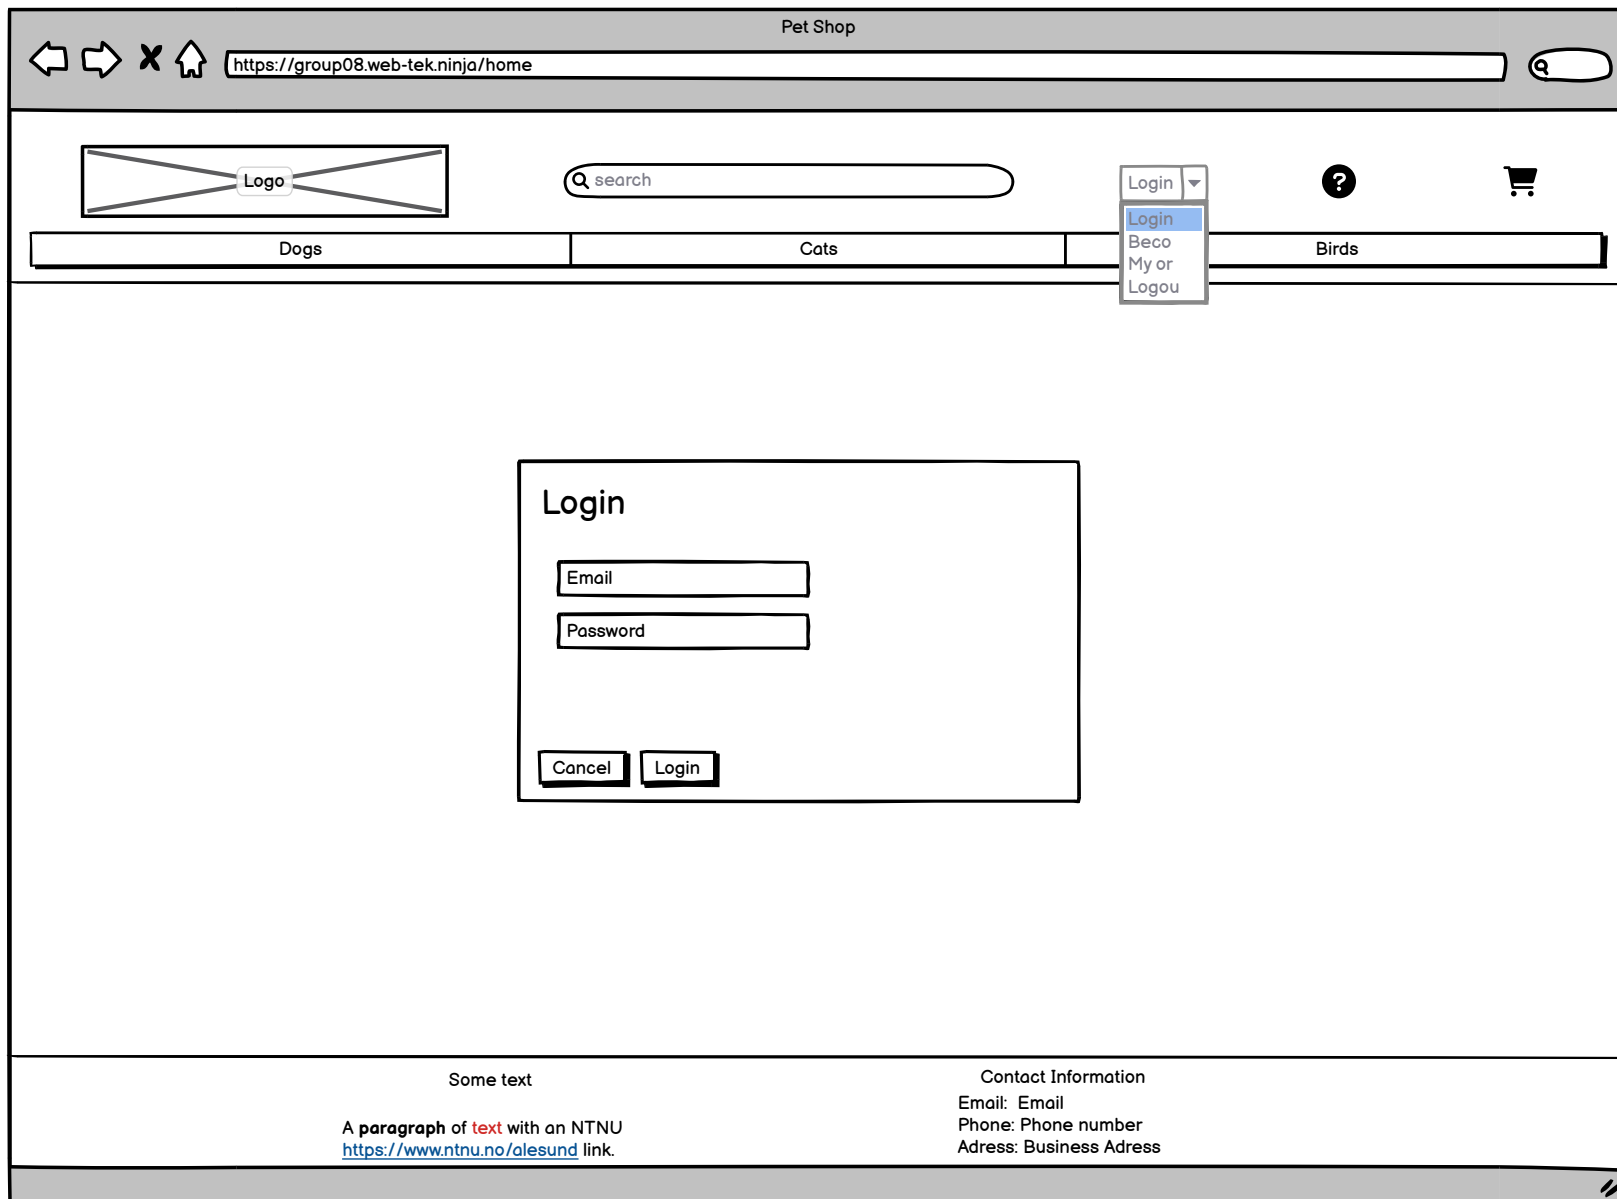 Pet Shop
https://group08.web-tek.ninja/home
Logo
search
Login
Login
Beco
My or
Logou
Dogs
Cats
Birds
Login
Email
Password
Cancel
Login
Some text
A paragraph of text with an NTNU
https://www.ntnu.no/alesund link.
Contact Information
Email:  Email
Phone: Phone number
Adress: Business Adress